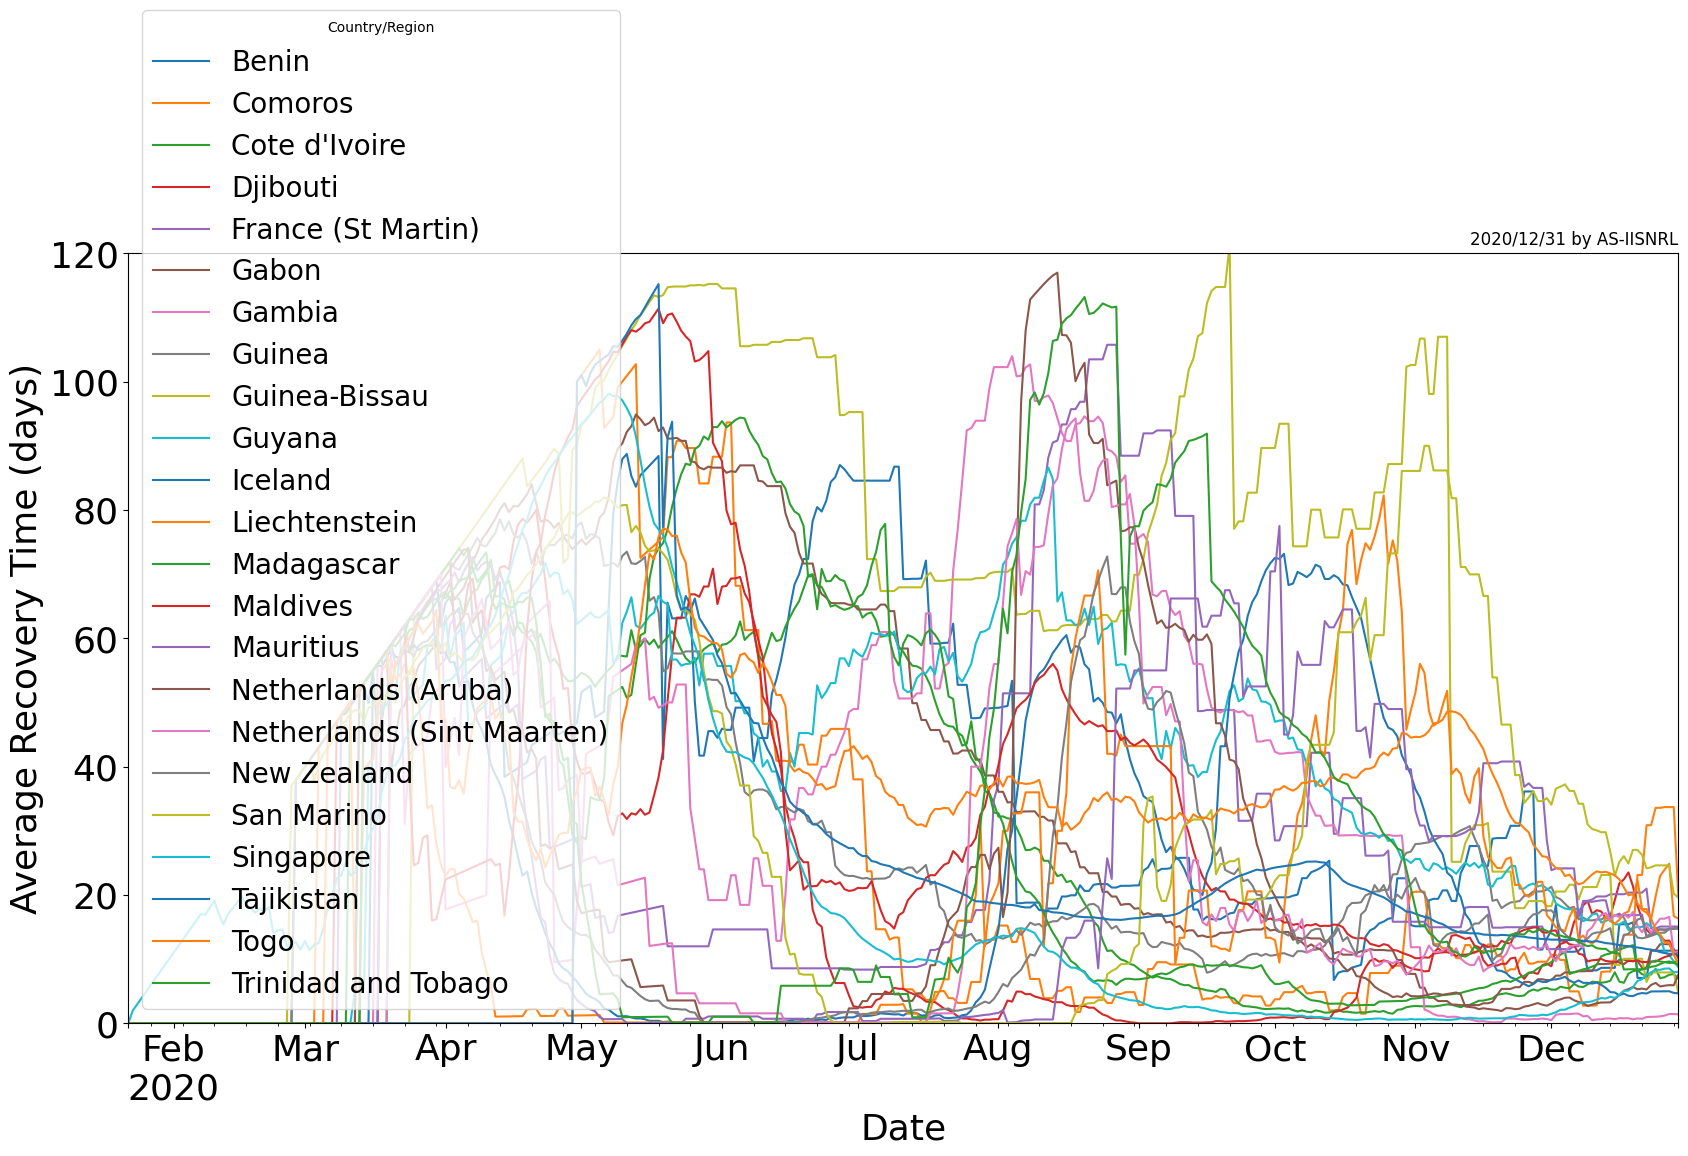 Country/Region
Benin
Comoros
Cote d'Ivoire
Djibouti
France (St Martin)
Gabon
Gambia
Guinea
Guinea-Bissau
Guyana
Iceland
Liechtenstein
Madagascar
Maldives
Mauritius
Netherlands (Aruba)
Netherlands (Sint Maarten)
New Zealand
San Marino
Singapore
Tajikistan
Togo
Trinidad and Tobago
2020/12/31 by AS-IISNRL
Average Recovery Time (days)
120
100
80
60
40
20
0
Feb Mar Apr May Jun Jul Aug Sep Oct Nov Dec
2020
Date